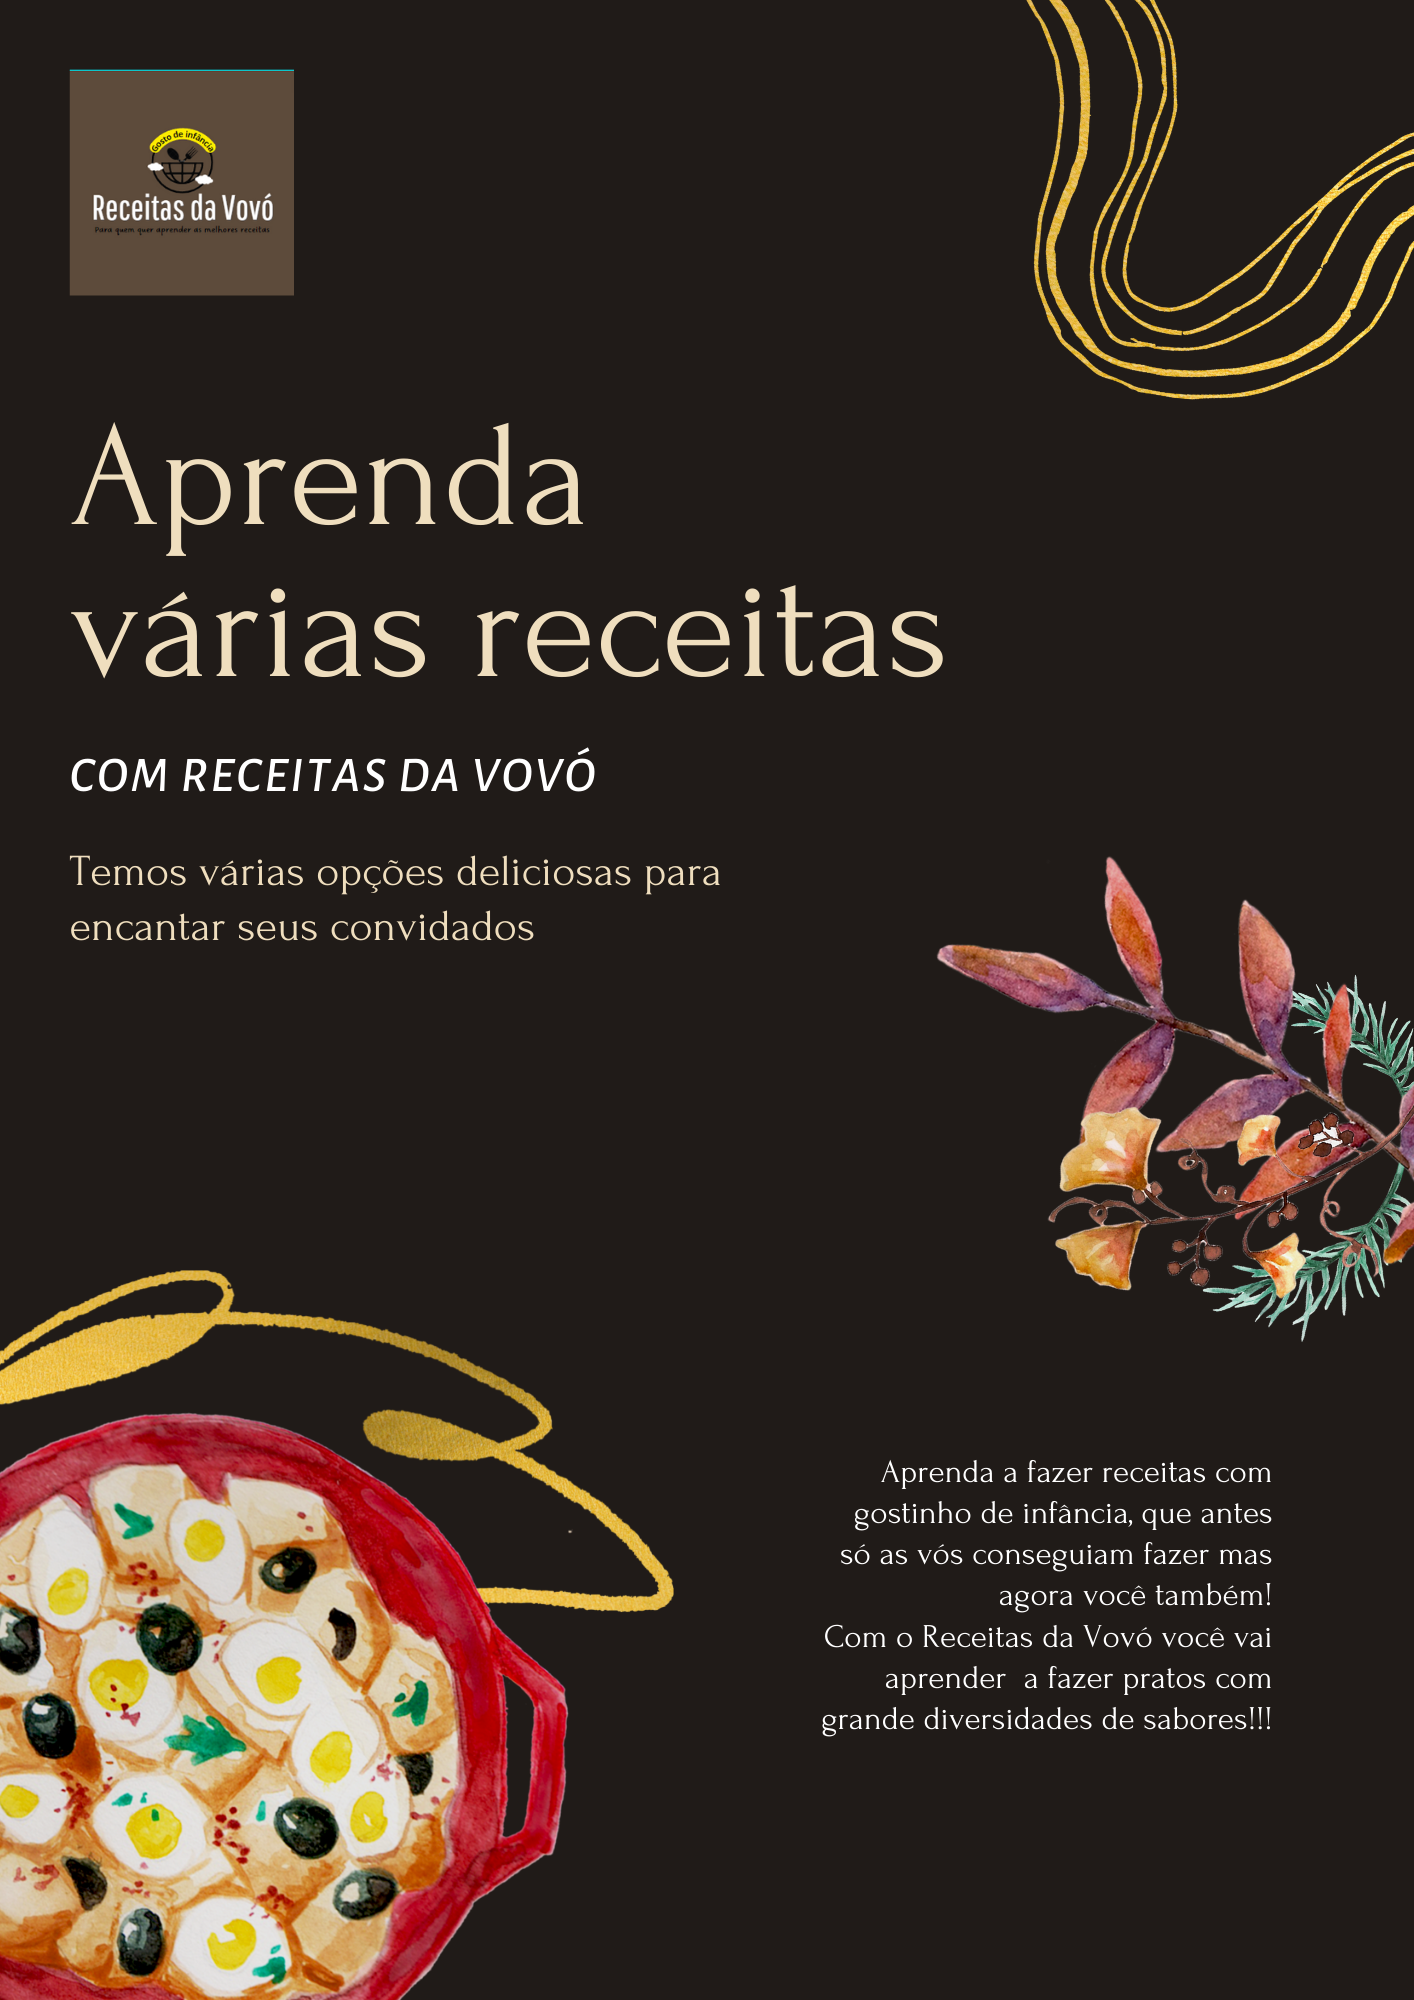 Gosto de infância
Receitas da Vovó
Para quem quer aprender as melhores receitas
Aprenda
várias receitas
COM RECEITAS DA VOVÓ
Temos várias opções deliciosas para
encantar seus convidados
Aprenda a fazer receitas com
gostinho de infância, que antes
só as vós conseguiam fazer mas
agora você também!
Com o Receitas da Vovó você vai
aprender  a fazer pratos com
grande diversidades de sabores!!!